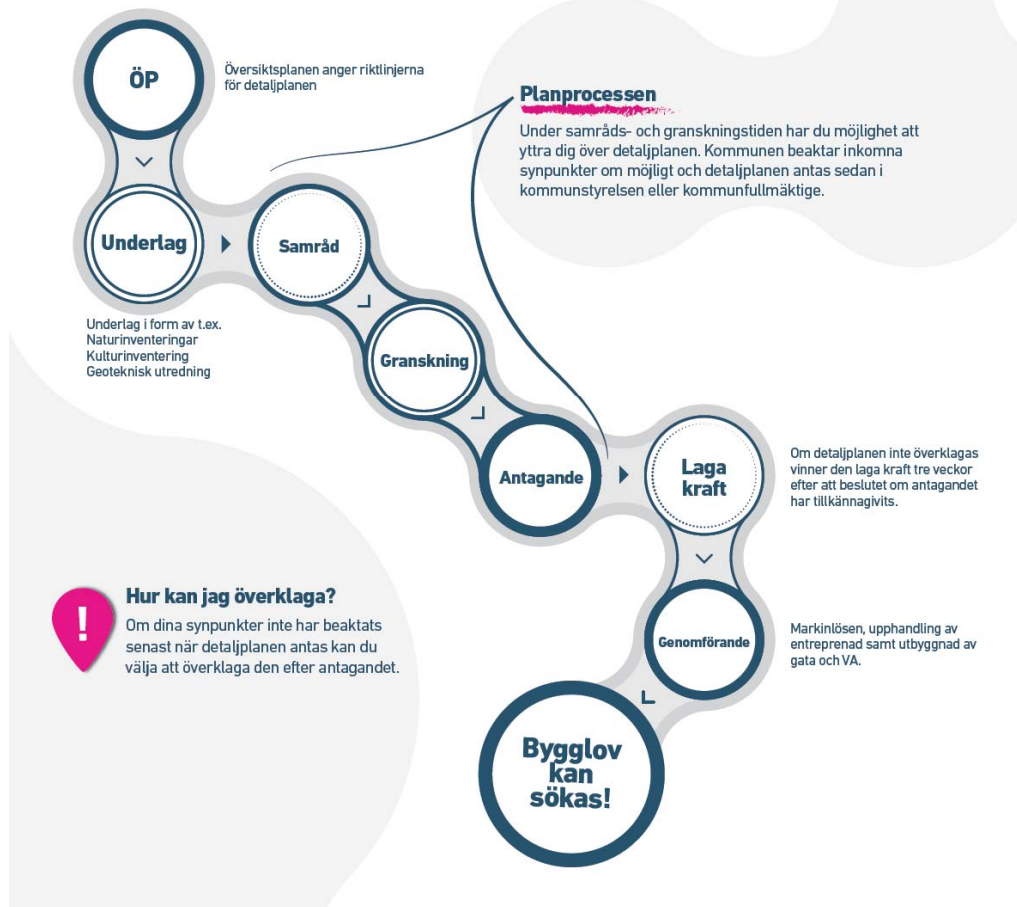 ÖP
Översiktsplanen anger riktlinjerna
för detaljplanen
Planprocessen
Under samråds- och granskningstiden har du möjlighet att
yttra dig över detaljplanen. Kommunen beaktar inkomna
synpunkter om möjligt och detaljplanen antas sedan i
kommunstyrelsen eller kommunfullmäktige.
Underlag
Samråd
Underlag i form av t.ex.
Naturinventeringar
Kulturinventering
Geoteknisk utredning
Granskning
Antagande
Laga
kraft
Om detaljplanen inte överklagas
vinner den laga kraft tre veckor
efter att beslutet om antagandet
har tillkännagivits.
Hur kan jag överklaga?
!
Om dina synpunkter inte har beaktats
senast när detaljplanen antas kan du
välja att överklaga den efter antagandet.
Genomförande
Markinlösen, upphandling av
entreprenad samt utbyggnad av
gata och VA.
Bygglov
kan
sökas!